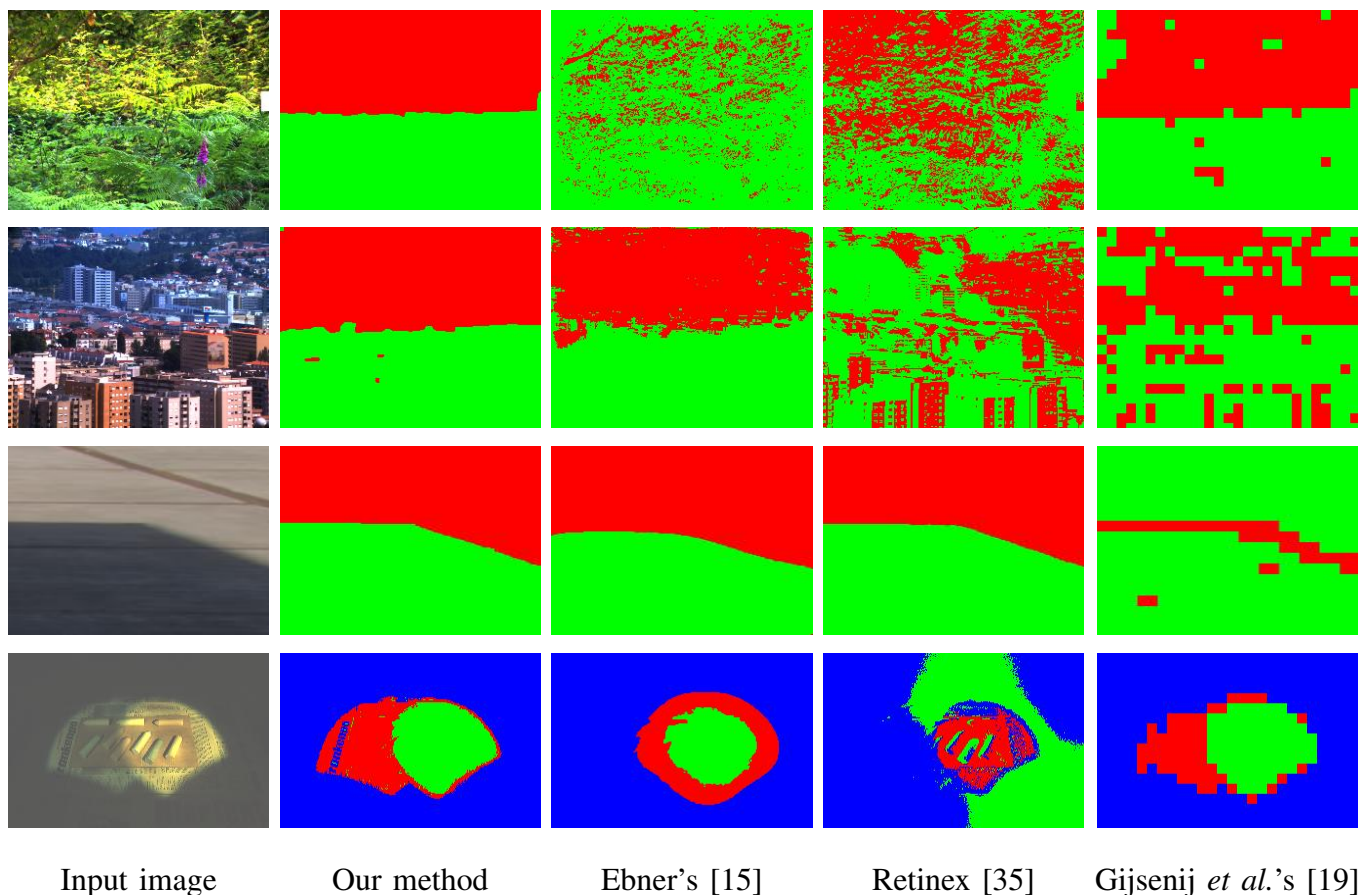 Input image Our method Ebner's [15] Retinex [35] Gijsenij et al.'s [19]